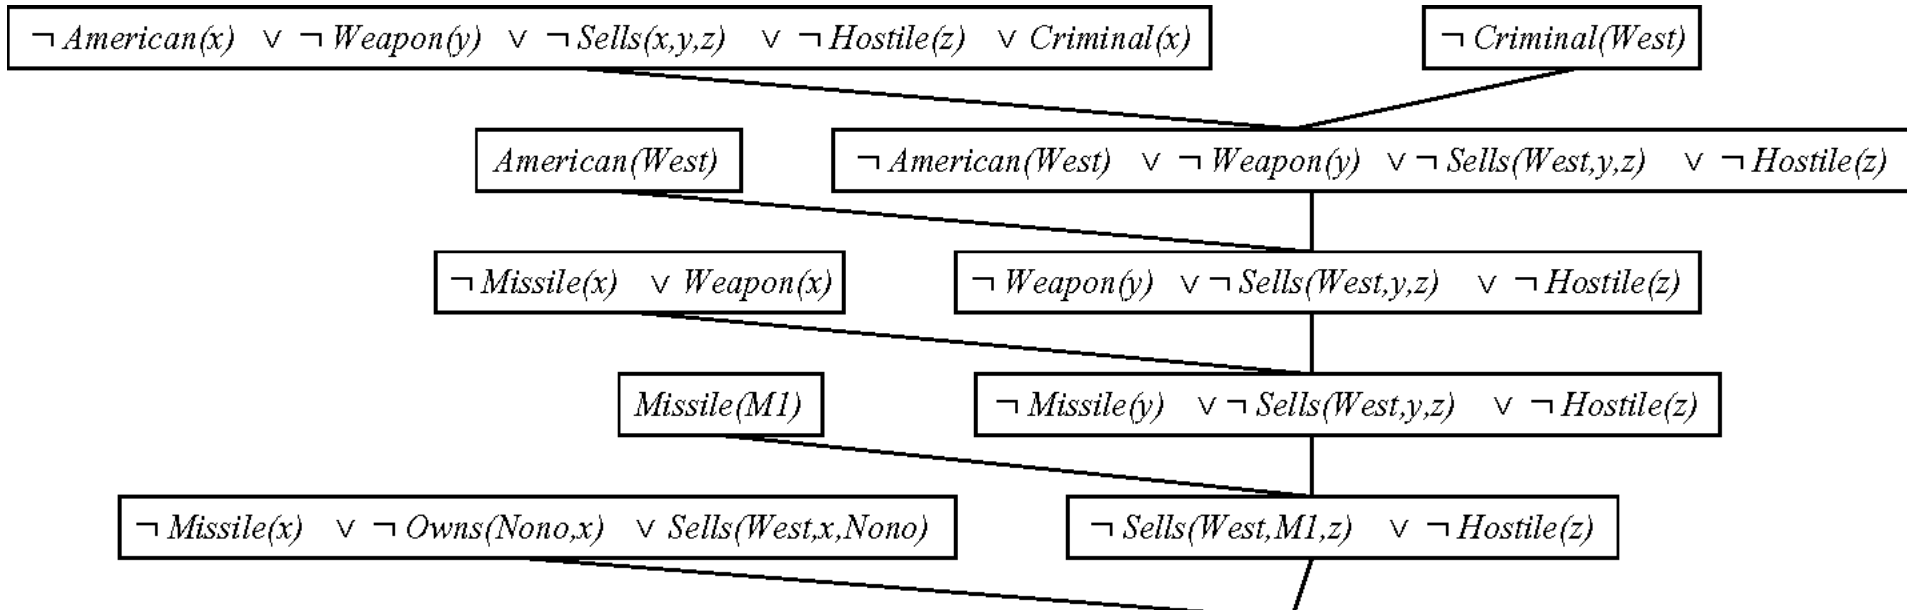 ¬ American(x) ∨ ¬ Weapon(y) ∨ ¬ Sells(x,y,z) ∨ ¬ Hostile(z) ∨ Criminal(x) ¬ Criminal(West)
American(West) ¬ American(West) ∨ ¬ Weapon(y) ∨ ¬ Sells(West,y,z) ∨ ¬ Hostile(z)
¬ Missile(x) ∨ Weapon(x) ¬ Weapon(y) ∨ ¬ Sells(West,y,z) ∨ ¬ Hostile(z)
Missile(M1) ¬ Missile(y) ∨ ¬ Sells(West,y,z) ∨ ¬ Hostile(z)
¬ Missile(x) ∨ ¬ Owns(Nono,x) ∨ Sells(West,x,Nono) ¬ Sells(West,M1,z) ∨ ¬ Hostile(z)